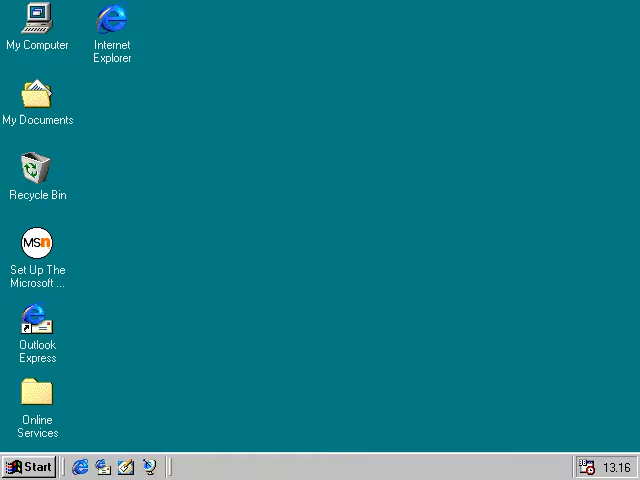 My Computer
Internet
Explorer
My Documents
Recycle Bin
MSn
Set Up The
Microsoft ...
Outlook
Express
Online
Services
Start
13.16